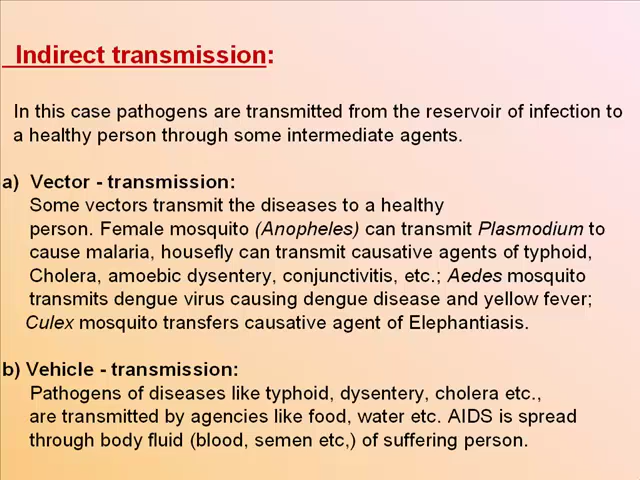 Indirect transmission:
In this case pathogens are transmitted from the reservoir of infection to
a healthy person through some intermediate agents.
a) Vector - transmission:
Some vectors transmit the diseases to a healthy
person. Female mosquito (Anopheles) can transmit Plasmodium to
cause malaria, housefly can transmit causative agents of typhoid,
Cholera, amoebic dysentery, conjunctivitis, etc.; Aedes mosquito
transmits dengue virus causing dengue disease and yellow fever;
Culex mosquito transfers causative agent of Elephantiasis.
b) Vehicle - transmission:
Pathogens of diseases like typhoid, dysentery, cholera etc.,
are transmitted by agencies like food, water etc. AIDS is spread
through body fluid (blood, semen etc,) of suffering person.